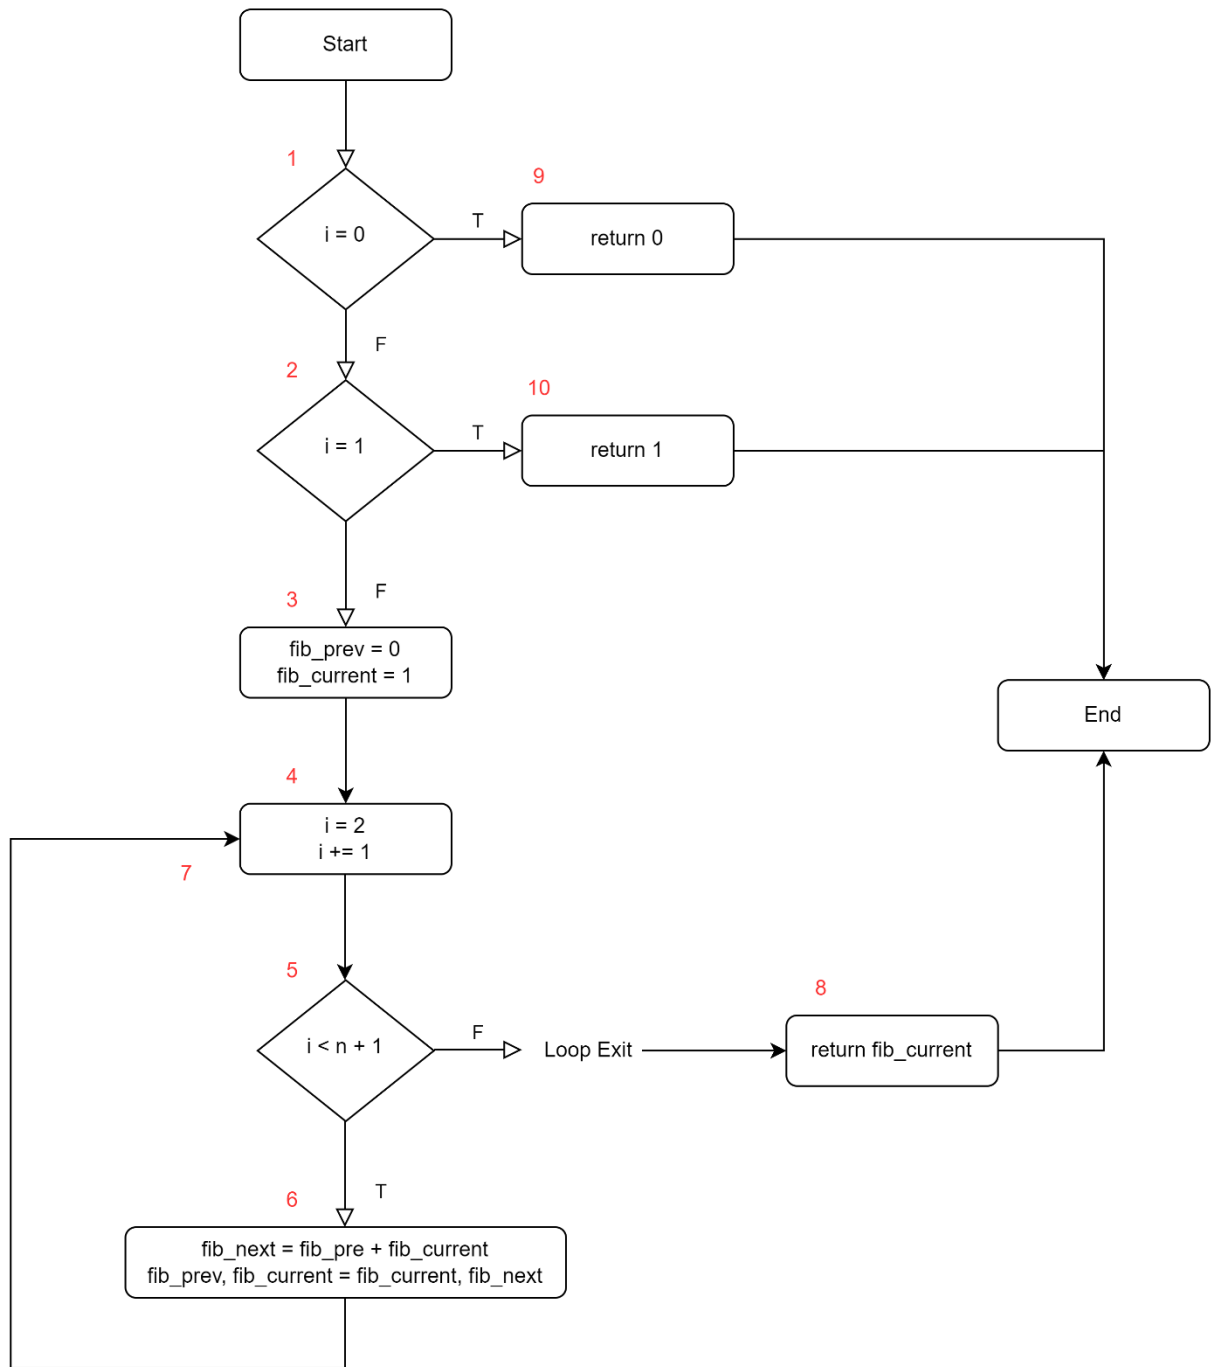 Start
1
i = 0
T
9
return 0
F
2
i = 1
T
10
return 1
F
3
fib_prev = 0
fib_current = 1
End
4
i = 2
i += 1
7
5
i < n + 1
F
Loop Exit
8
return fib_current
T
6
fib_next = fib_pre + fib_current
fib_prev, fib_current = fib_current, fib_next